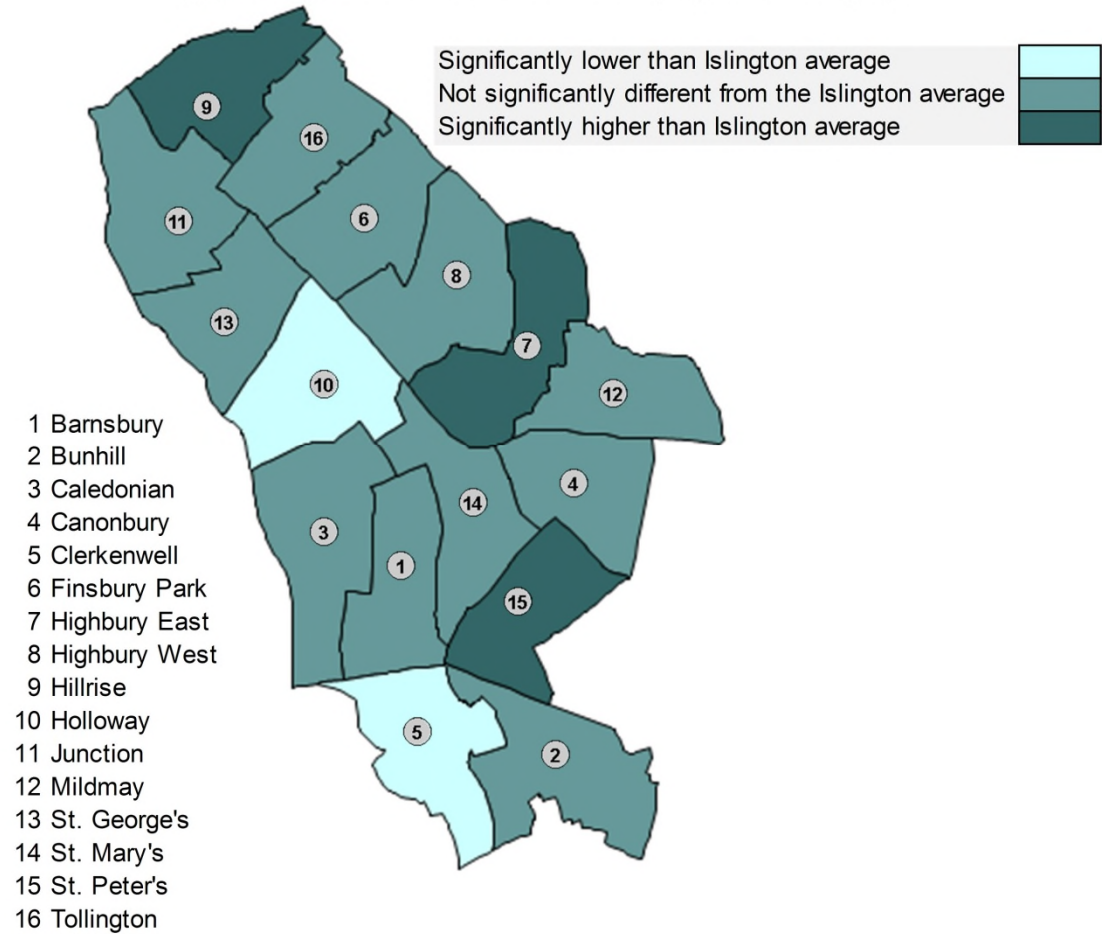 Significantly lower than Islington average
Not significantly different from the Islington average
Significantly higher than Islington average
9
16
11
6
8
13
7
10
12
4
14
3
1
15
5
2
1 Barnsbury
2 Bunhill
3 Caledonian
4 Canonbury
5 Clerkenwell
6 Finsbury Park
7 Highbury East
8 Highbury West
9 Hillrise
10 Holloway
11 Junction
12 Mildmay
13 St. George's
14 St. Mary's
15 St. Peter's
16 Tollington